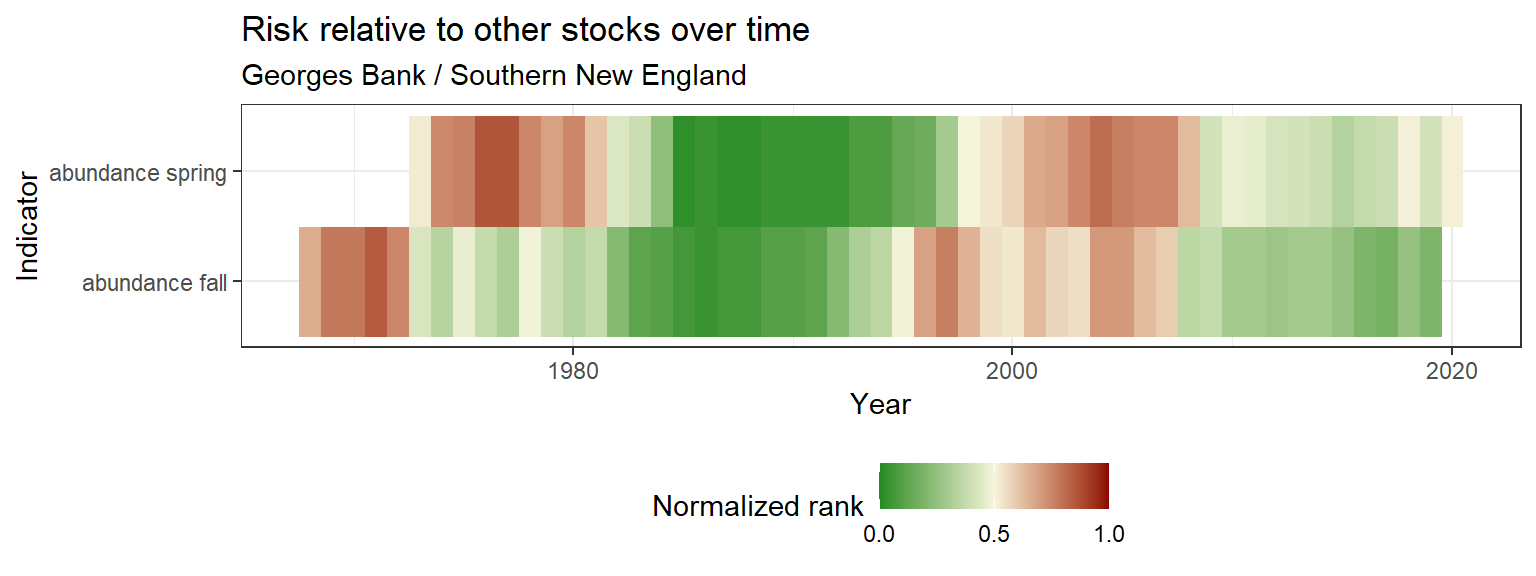 Risk relative to other stocks over time
Georges Bank / Southern New England
Indicator
abundance spring
abundance fall
1980 2000 2020
Year
Normalized rank
0.0 0.5 1.0